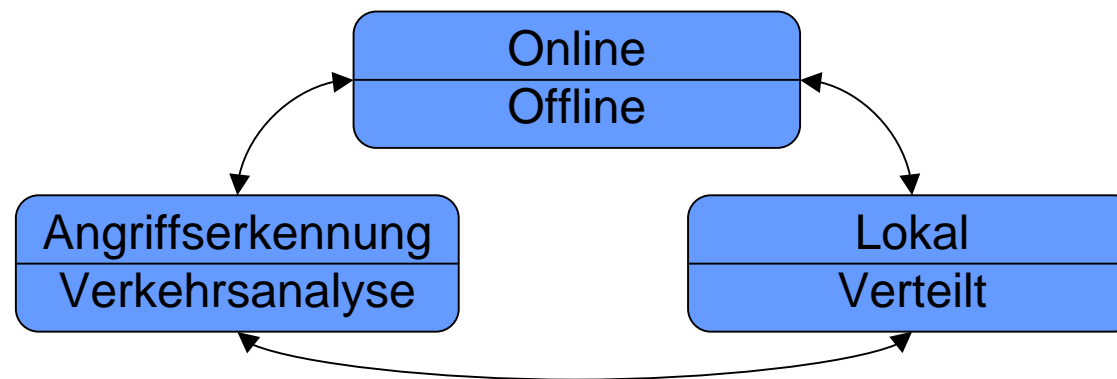 Online
Offline
Angriffserkennung
Verkehrsanalyse
Lokal
Verteilt